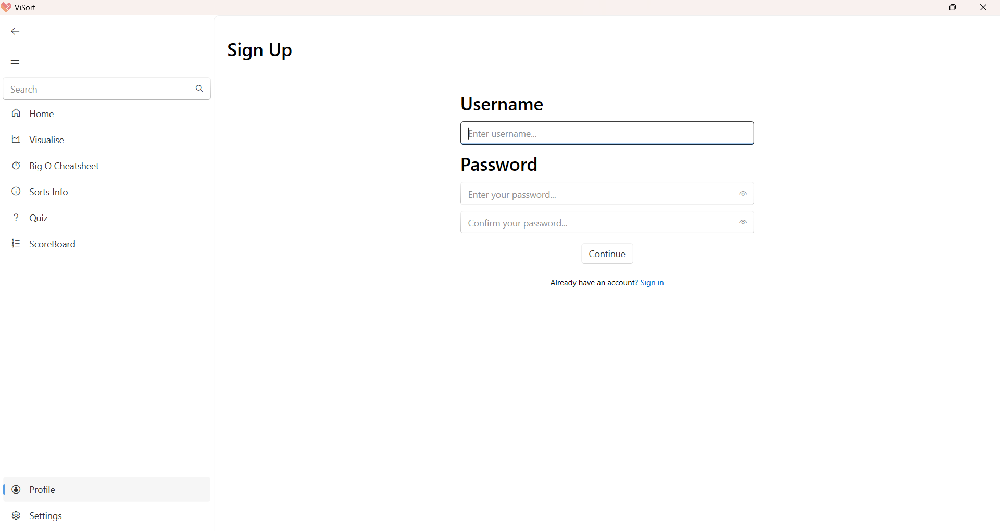 ViSort
Search
Home
Visualise
Big O Cheatsheet
Sorts Info
Quiz
ScoreBoard
Profile
Settings
Sign Up
Username
Enter username...
Password
Enter your password...
Confirm your password...
Continue
Already have an account? Sign in